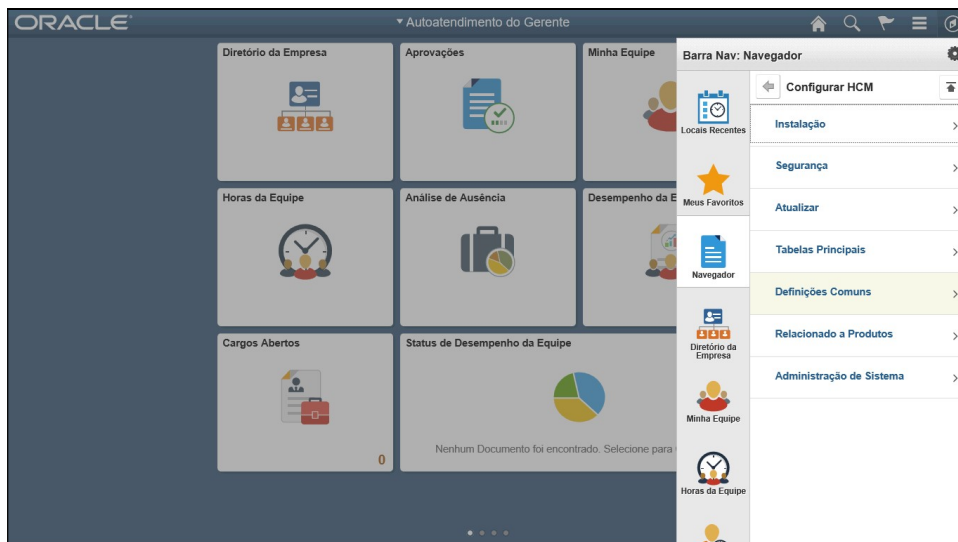 ORACLE
Autoatendimento do Gerente
Diretório da Empresa
Aprovações
Minha Equipe
Horas da Equipe
Análise de Ausência
Desempenho da E
Cargos Abertos
0
Status de Desempenho da Equipe
Nenhum Documento foi encontrado. Selecione para
Barra Nav: Navegador
Locais Recentes
Meus Favoritos
Navegador
Diretório da
Empresa
Minha Equipe
Horas da Equipe
Configurar HCM
Instalação
Segurança
Atualizar
Tabelas Principais
Definições Comuns
Relacionado a Produtos
Administração de Sistema